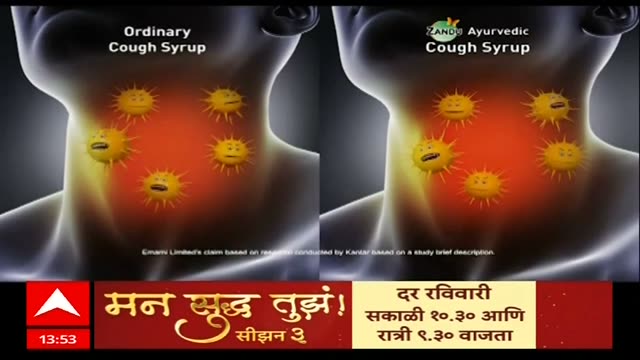 Ordinary
Cough Syrup
ZANDU Ayurvedic
Cough Syrup
Emami Limited's claim based on research conducted by Kantar based on a study brief description.
मन सुद्ध तुझं!
सीझन ३
दर रविवारी
सकाळी १०.३० आणि
रात्री ९.३० वाजता
13:53